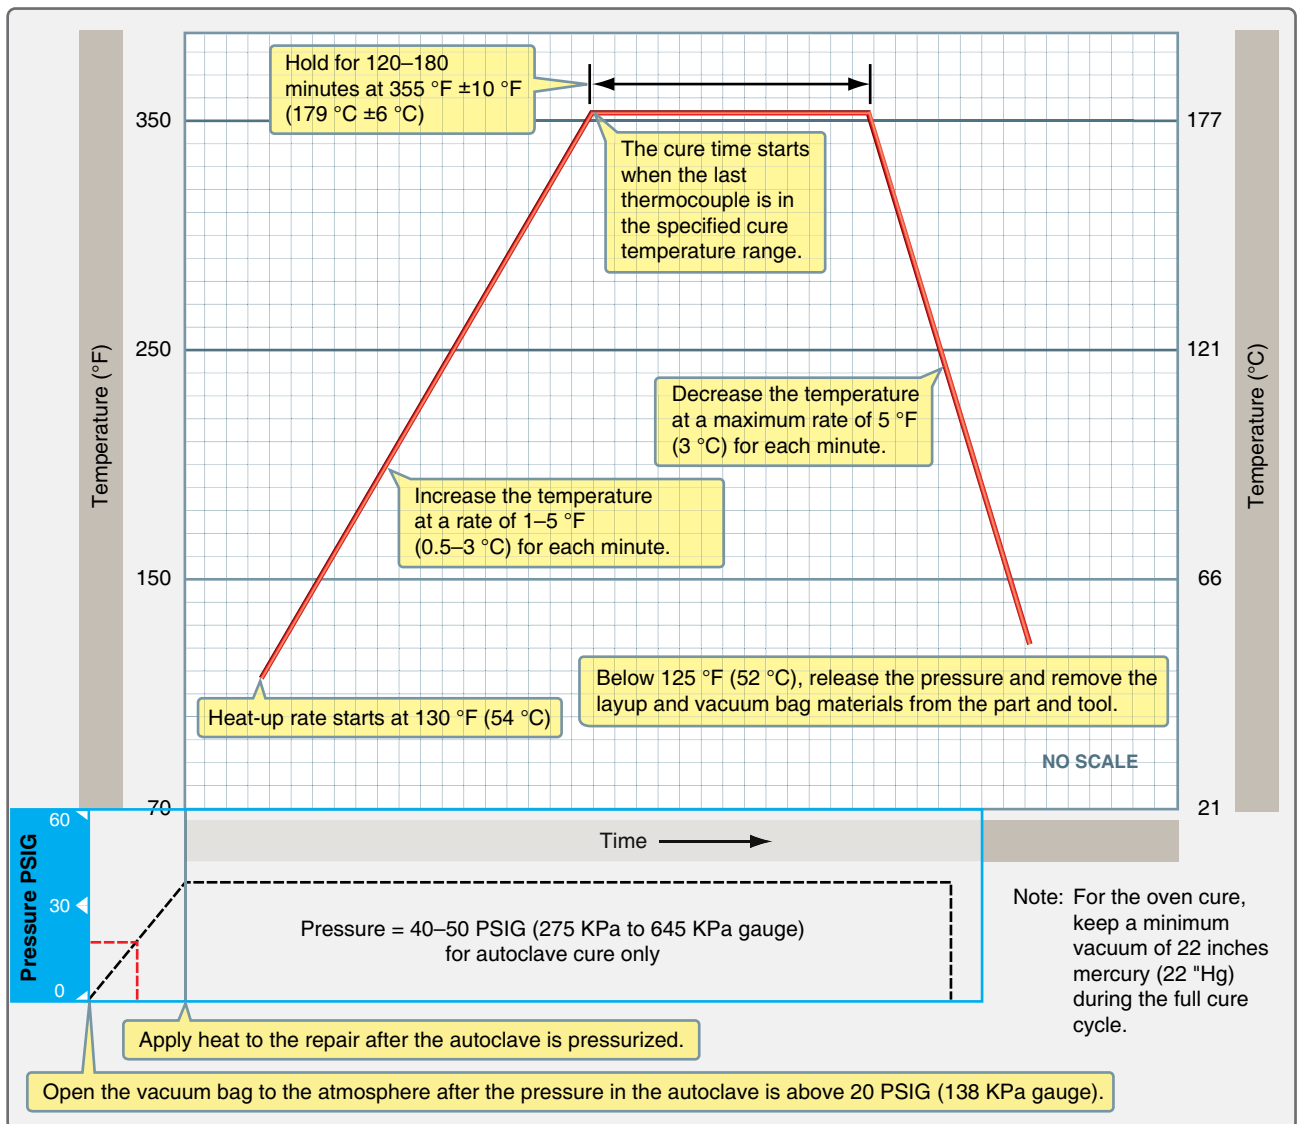 Hold for 120–180
minutes at 355 °F ±10 °F
(179 °C ±6 °C)
350
177
The cure time starts
when the last
thermocouple is in
the specified cure
temperature range.
Temperature (°F)
250
121
Temperature (°C)
Decrease the temperature
at a maximum rate of 5 °F
(3 °C) for each minute.
Increase the temperature
at a rate of 1–5 °F
(0.5–3 °C) for each minute.
150
66
Below 125 °F (52 °C), release the pressure and remove the
layup and vacuum bag materials from the part and tool.
Heat-up rate starts at 130 °F (54 °C)
NO SCALE
70
21
Pressure PSIG
60
30
0
Time
Pressure = 40–50 PSIG (275 KPa to 645 KPa gauge)
for autoclave cure only
Note: For the oven cure,
keep a minimum
vacuum of 22 inches
mercury (22 "Hg)
during the full cure
cycle.
Apply heat to the repair after the autoclave is pressurized.
Open the vacuum bag to the atmosphere after the pressure in the autoclave is above 20 PSIG (138 KPa gauge).